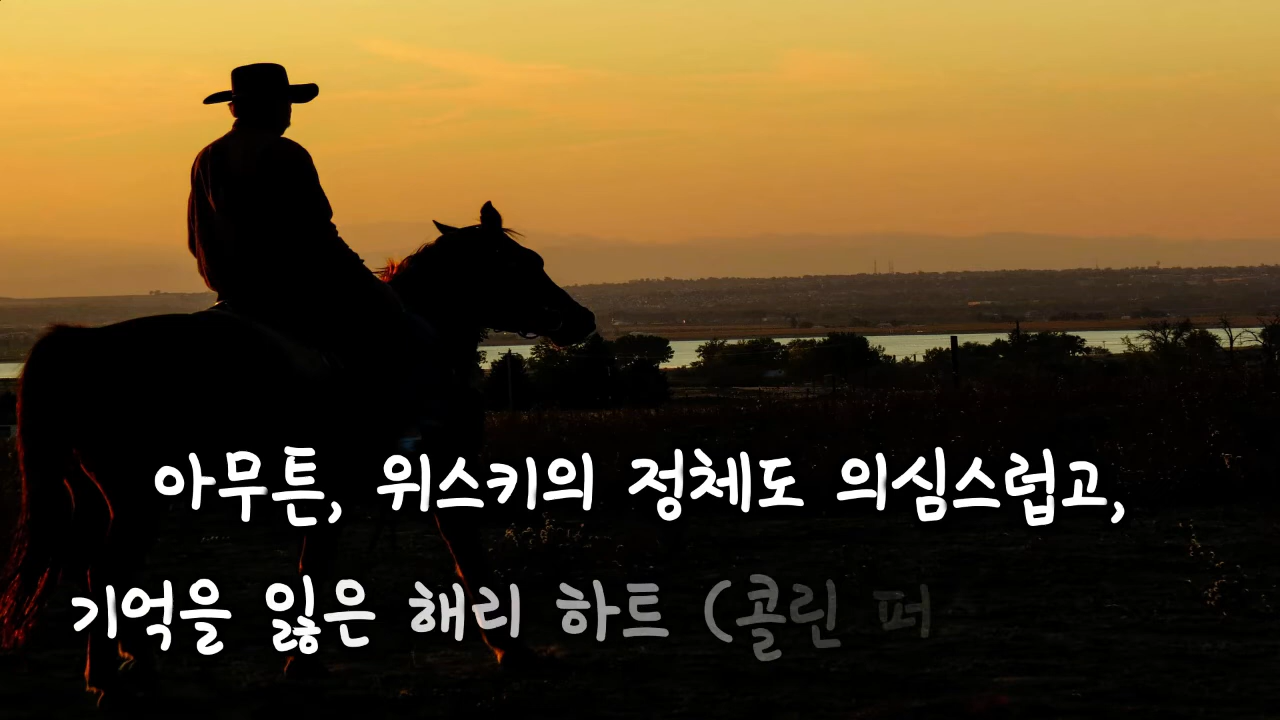 아무튼, 위스키의 정체도 의심스럽고,
기억을 잃은 해리 하트 (콜린 퍼